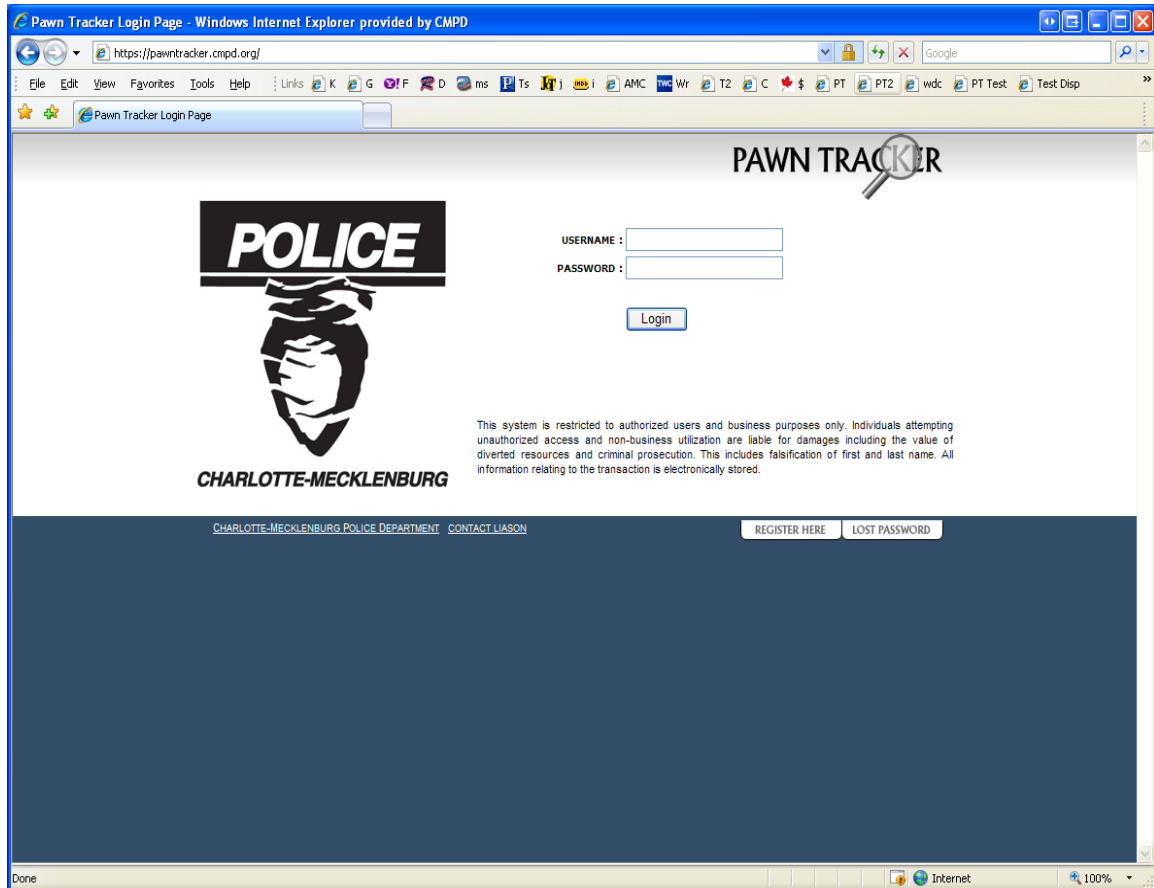 Pawn Tracker Login Page - Windows Internet Explorer provided by CMPD
https://pawntracker.cmpd.org/
Google
File Edit View Favorites Tools Help Links K G F D ms Ts j i AMC Wr T2 C $ PT PT2 wdc PT Test Test Disp »
Pawn Tracker Login Page
PAWN TRACKER
POLICE
CHARLOTTE-MECKLENBURG
USERNAME :
PASSWORD :
Login
This system is restricted to authorized users and business purposes only. Individuals attempting
unauthorized access and non-business utilization are liable for damages including the value of
diverted resources and criminal prosecution. This includes falsification of first and last name. All
information relating to the transaction is electronically stored.
CHARLOTTE-MECKLENBURG POLICE DEPARTMENT CONTACT LIASON
REGISTER HERE LOST PASSWORD
Done Internet 100%